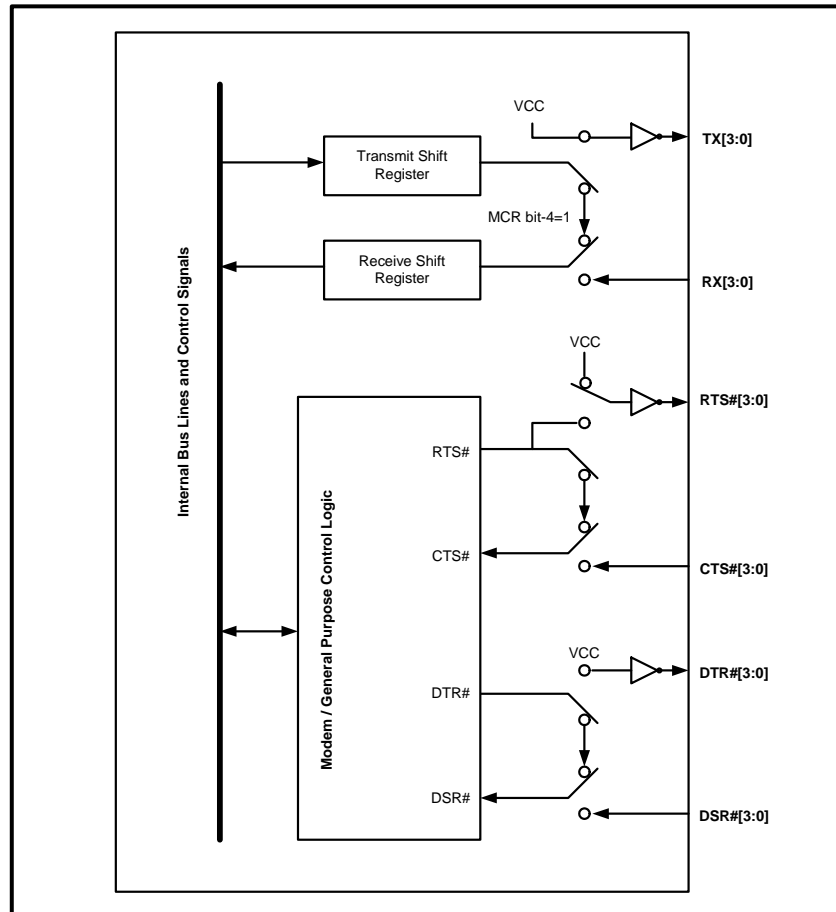 VCC
TX[3:0]
Transmit Shift
Register
MCR bit-4=1
Receive Shift
Register
RX[3:0]
Internal Bus Lines and Control Signals
VCC
RTS#[3:0]
Modem / General Purpose Control Logic
RTS#
CTS#
CTS#[3:0]
VCC
DTR#[3:0]
DTR#
DSR#
DSR#[3:0]